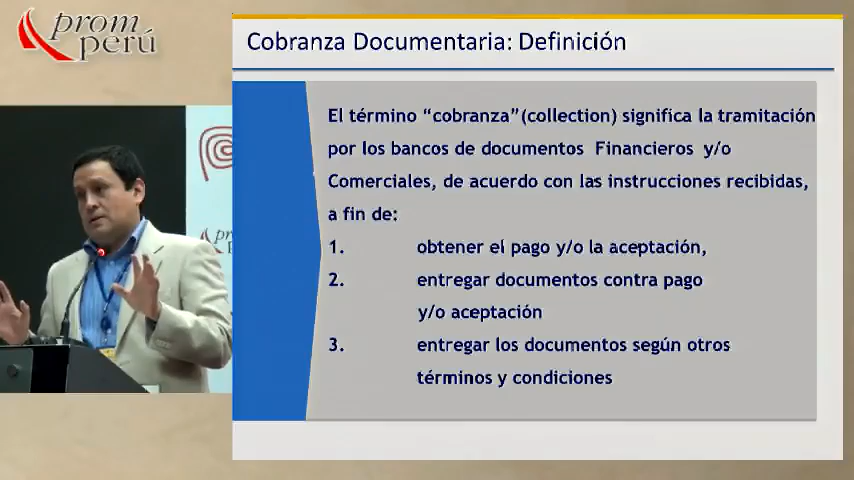 prom
perú
Cobranza Documentaria: Definición
El término “cobranza”(collection) significa la tramitación
por los bancos de documentos Financieros y/o
Comerciales, de acuerdo con las instrucciones recibidas,
a fin de:
1. obtener el pago y/o la aceptación,
2. entregar documentos contra pago
y/o aceptación
3. entregar los documentos según otros
términos y condiciones